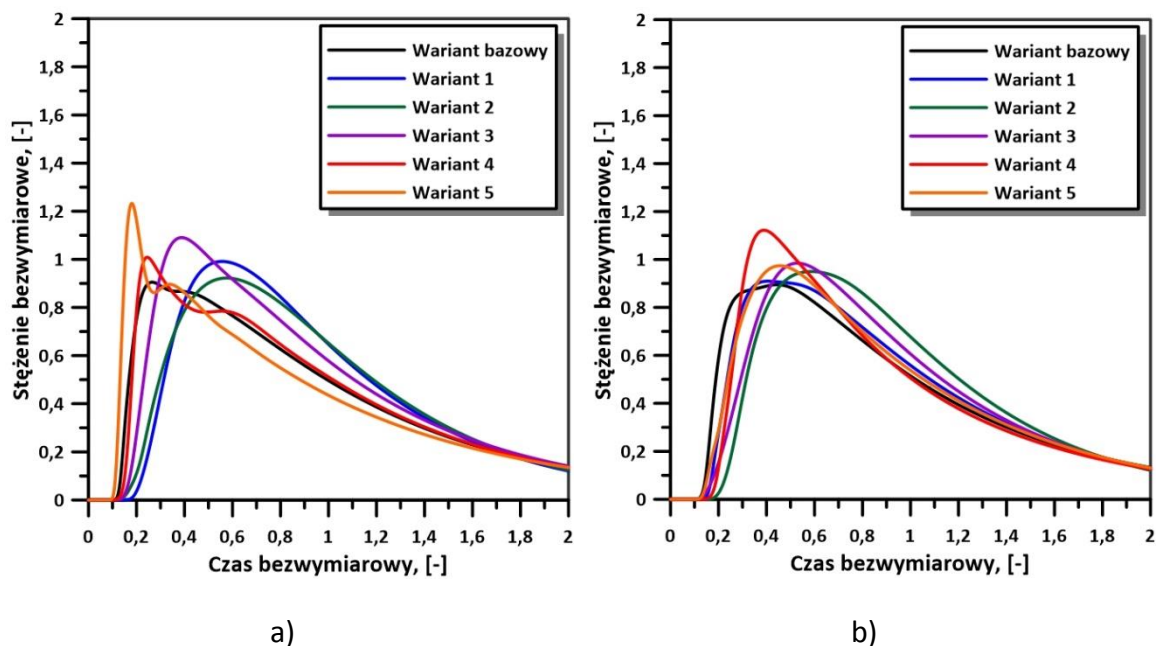 2
1,8
1,6
1,4
1,2
1
0,8
0,6
0,4
0,2
0
Stężenie bezwymiarowe, [-]
Wariant bazowy
Wariant 1
Wariant 2
Wariant 3
Wariant 4
Wariant 5
0 0,2 0,4 0,6 0,8 1 1,2 1,4 1,6 1,8 2
Czas bezwymiarowy, [-]
a)
2
1,8
1,6
1,4
1,2
1
0,8
0,6
0,4
0,2
0
Stężenie bezwymiarowe, [-]
Wariant bazowy
Wariant 1
Wariant 2
Wariant 3
Wariant 4
Wariant 5
0 0,2 0,4 0,6 0,8 1 1,2 1,4 1,6 1,8 2
Czas bezwymiarowy, [-]
b)